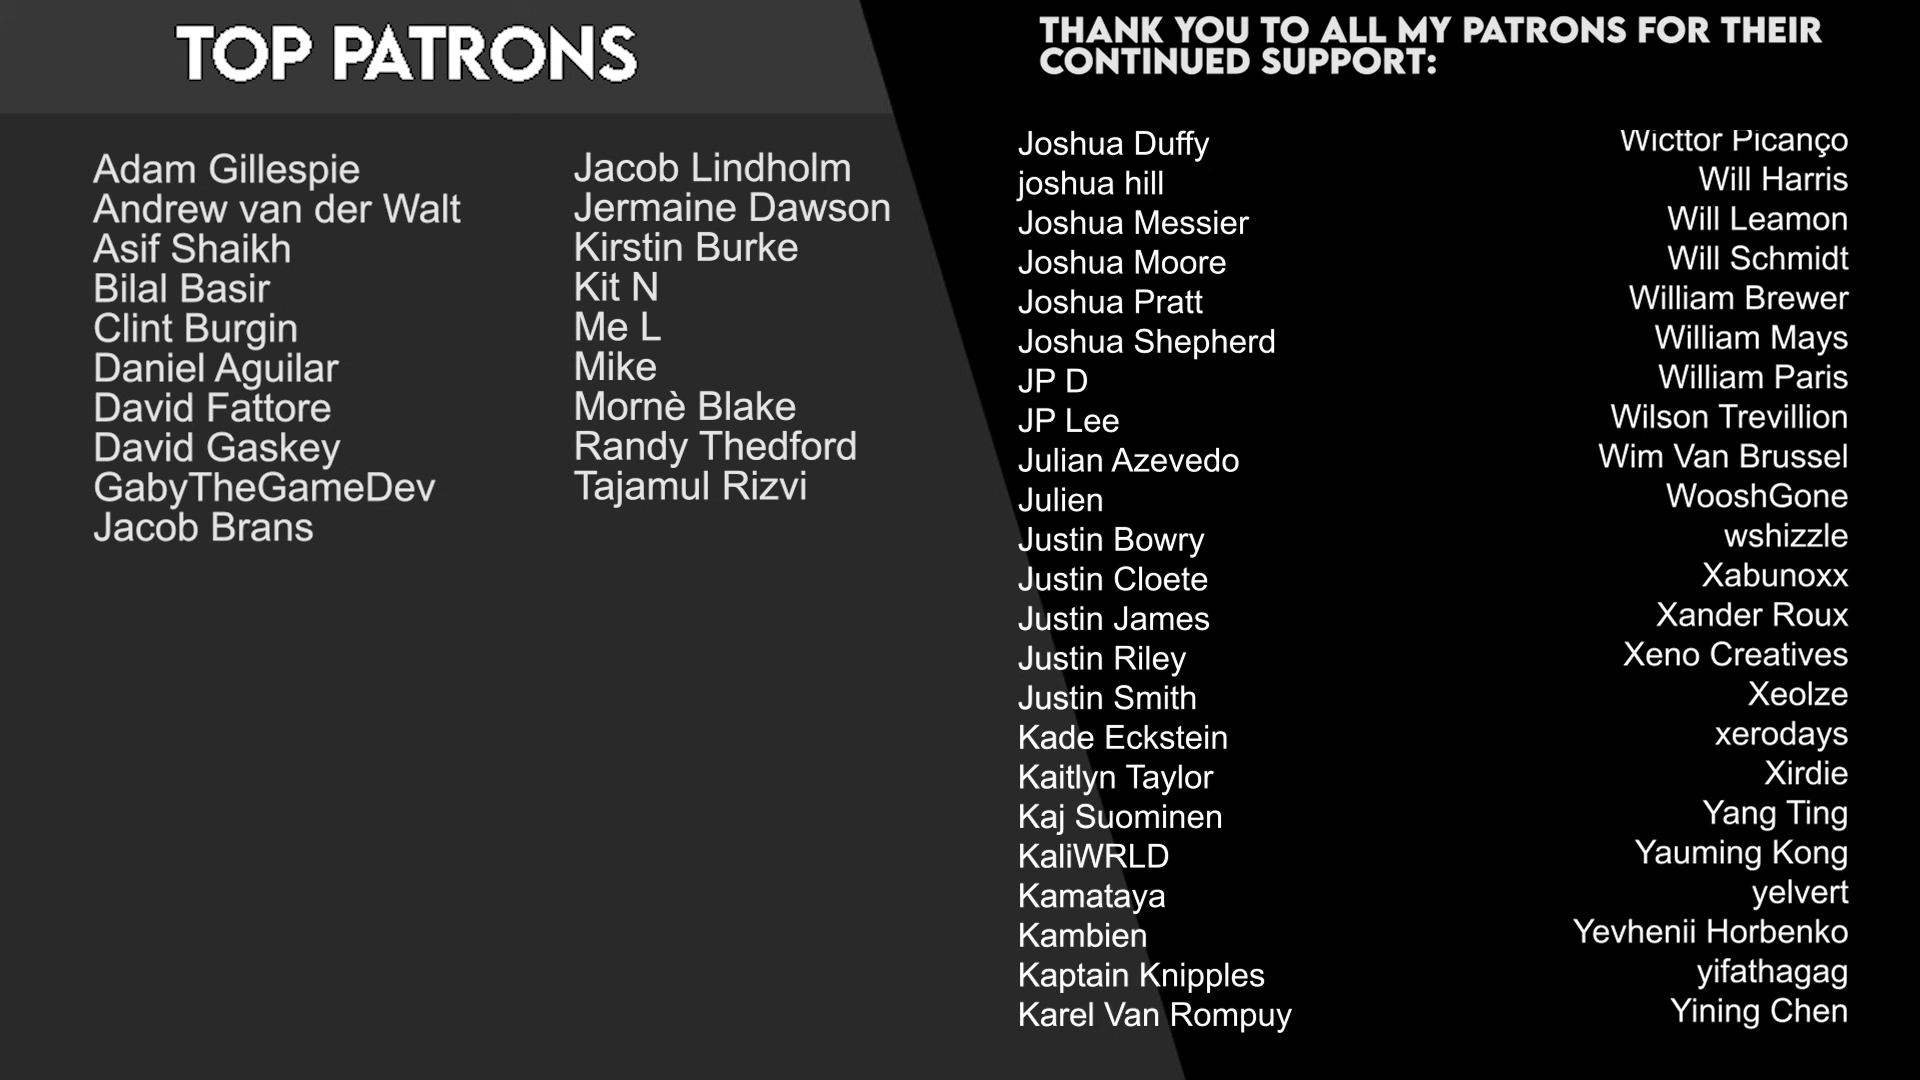 TOP PATRONS
Adam Gillespie
Andrew van der Walt
Asif Shaikh
Bilal Basir
Clint Burgin
Daniel Aguilar
David Fattore
David Gaskey
GabyTheGameDev
Jacob Brans
Jacob Lindholm
Jermaine Dawson
Kirstin Burke
Kit N
Me L
Mike
Mornè Blake
Randy Thedford
Tajamul Rizvi
THANK YOU TO ALL MY PATRONS FOR THEIR
CONTINUED SUPPORT:
Joshua Duffy
joshua hill
Joshua Messier
Joshua Moore
Joshua Pratt
Joshua Shepherd
JP D
JP Lee
Julian Azevedo
Julien
Justin Bowry
Justin Cloete
Justin James
Justin Riley
Justin Smith
Kade Eckstein
Kaitlyn Taylor
Kaj Suominen
KaliWRLD
Kamataya
Kambien
Kaptain Knipples
Karel Van Rompuy
Wicttor Picanço
Will Harris
Will Leamon
Will Schmidt
William Brewer
William Mays
William Paris
Wilson Trevillion
Wim Van Brussel
WooshGone
wshizzle
Xabunoxx
Xander Roux
Xeno Creatives
Xeolze
xerodays
Xirdie
Yang Ting
Yauming Kong
yelvert
Yevhenii Horbenko
yifathagag
Yining Chen